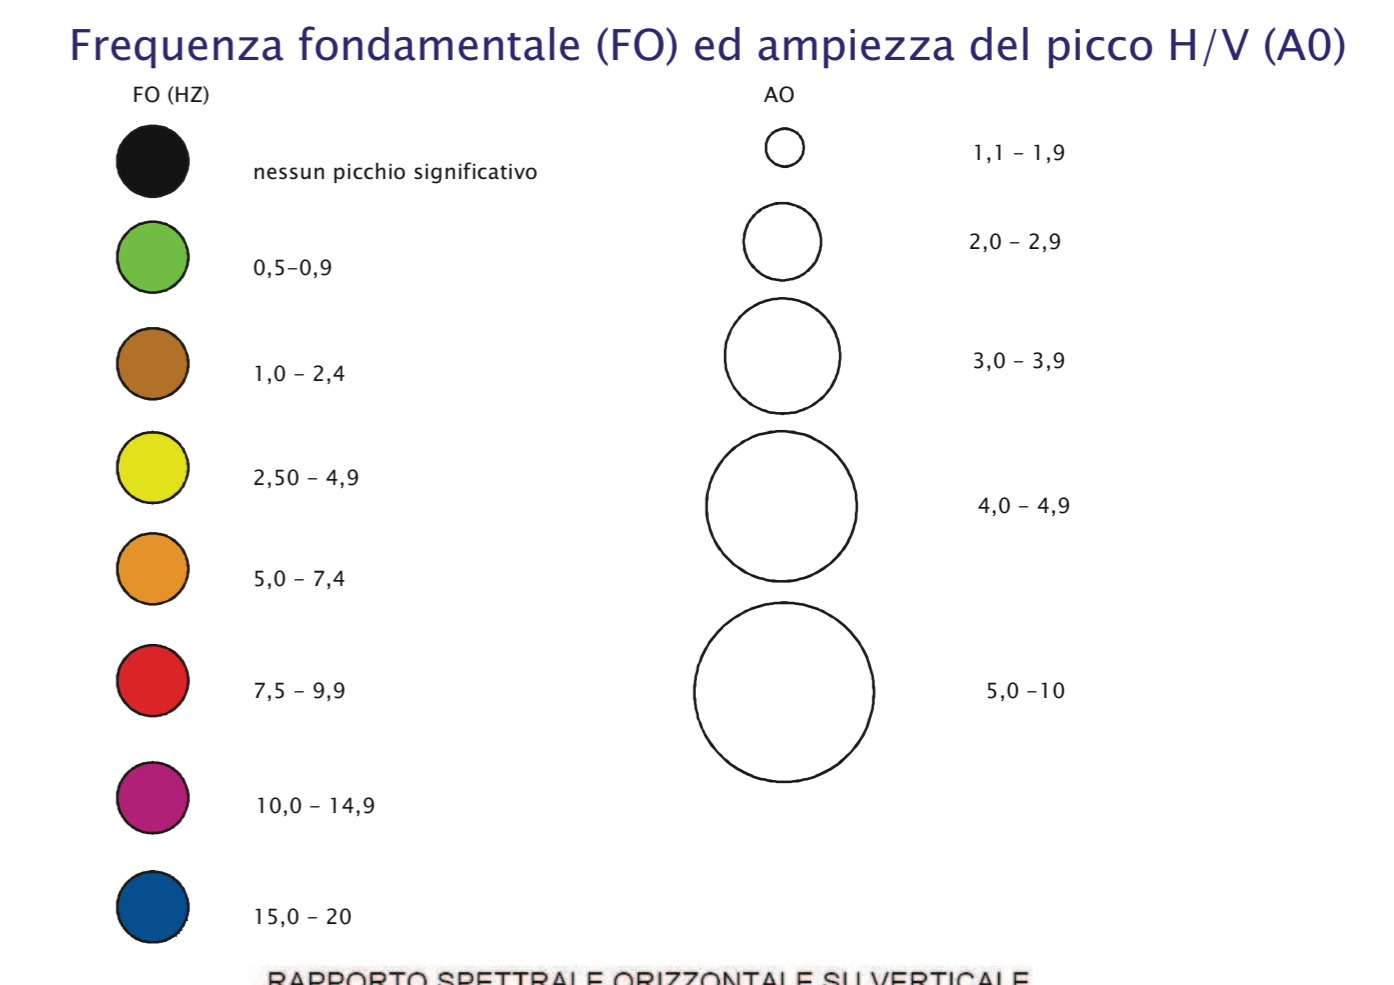 Frequenza fondamentale (FO) ed ampiezza del picco H/V (A0)
FO (HZ)
nessun picchio significativo
0,5-0,9
1,0 - 2,4
2,50 - 4,9
5,0 - 7,4
7,5 - 9,9
10,0 - 14,9
15,0 - 20
AO
1,1 - 1,9
2,0 - 2,9
3,0 - 3,9
4,0 - 4,9
5,0 -10
RAPPORTO SPETTRALE ORIZZONTALE SU VERTICALE